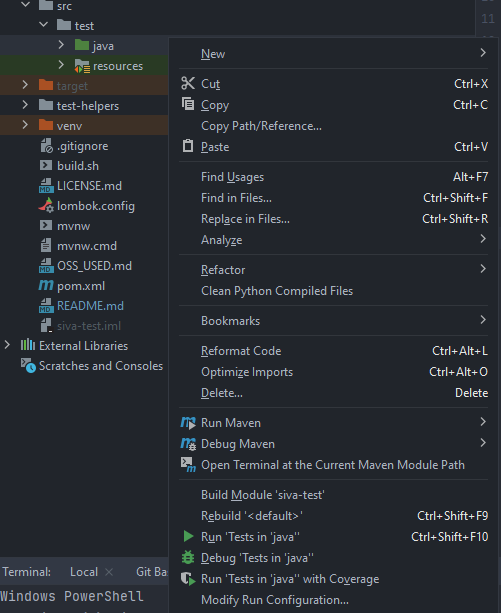 src
10
test
java
11
resources
target
test-helpers
venv
.gitignore
build.sh
LICENSE.md
lombok.config
mvnw
mvnw.cmd
OSS_USED.md
pom.xml
README.md
siva-test.iml
External Libraries
Scratches and Consoles
New
Cut Ctrl+X
Copy Ctrl+C
Copy Path/Reference...
Paste Ctrl+V
Find Usages Alt+F7
Find in Files... Ctrl+Shift+F
Replace in Files... Ctrl+Shift+R
Analyze
Refactor
Clean Python Compiled Files
Bookmarks
Reformat Code Ctrl+Alt+L
Optimize Imports Ctrl+Alt+O
Delete... Delete
Run Maven
Debug Maven
Open Terminal at the Current Maven Module Path
Build Module 'siva-test'
Rebuild '<default>' Ctrl+Shift+F9
Run 'Tests in 'java'' Ctrl+Shift+F10
Debug 'Tests in 'java''
Run 'Tests in 'java'' with Coverage
Modify Run Configuration...
Terminal: Local × Git Ba
Windows PowerShell